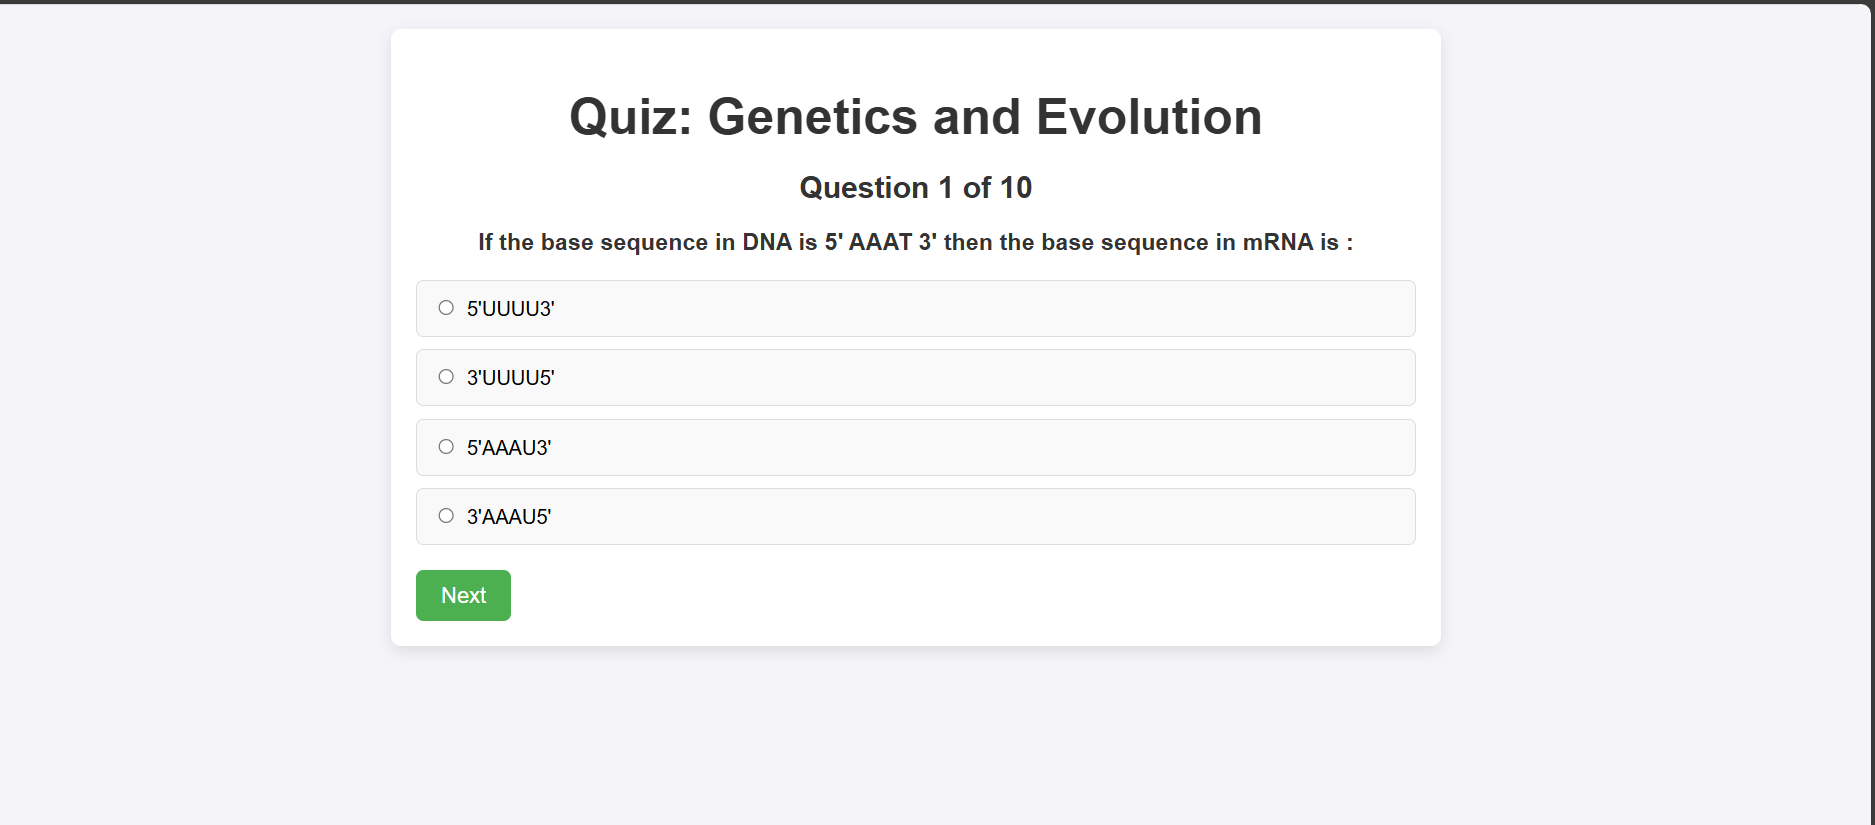 Quiz: Genetics and Evolution
Question 1 of 10
If the base sequence in DNA is 5' AAAT 3' then the base sequence in mRNA is :
5'UUUU3'
3'UUUU5'
5'AAAU3'
3'AAAU5'
Next